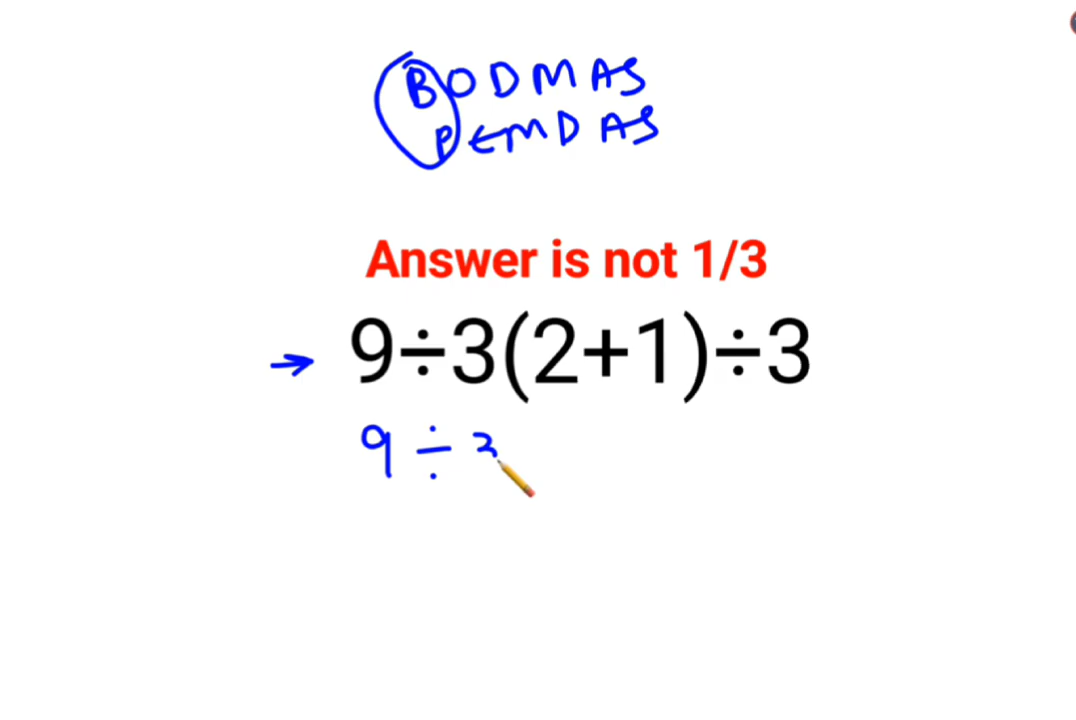 BODMAS
PEMDAS
Answer is not 1/3
→ 9÷3(2+1)÷3
9 ÷ 3